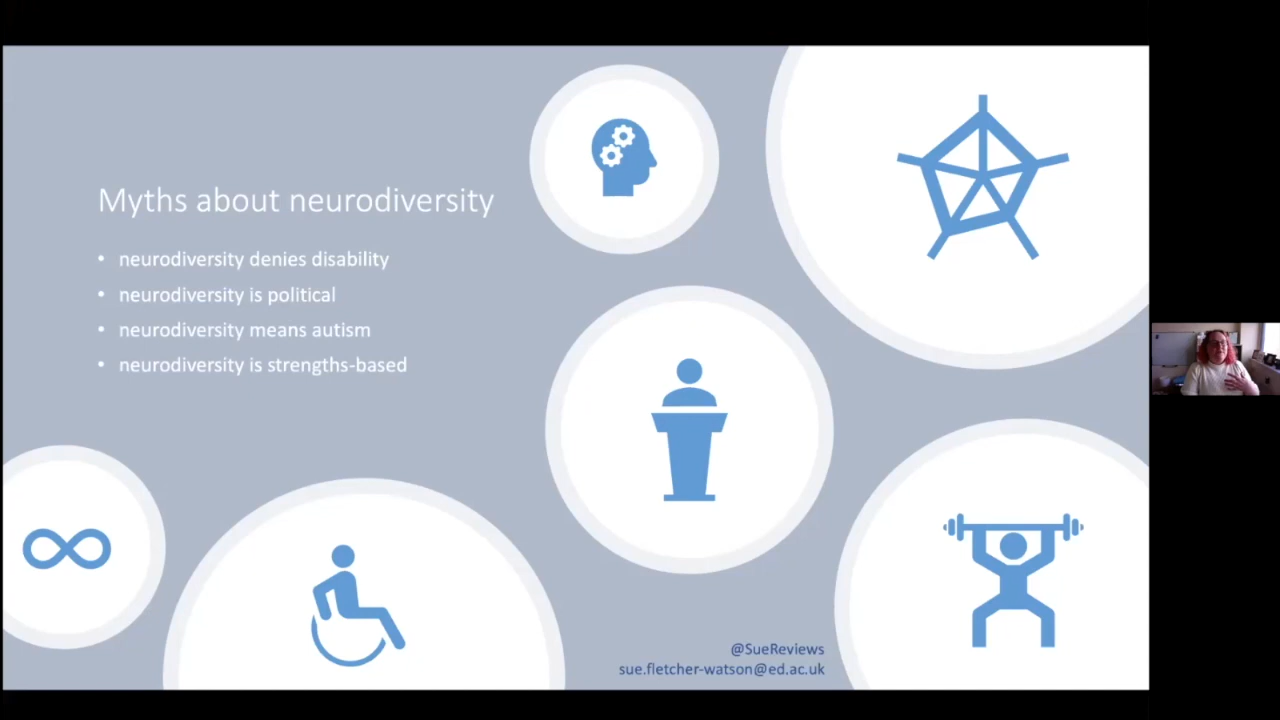 Myths about neurodiversity
• neurodiversity denies disability
• neurodiversity is political
• neurodiversity means autism
• neurodiversity is strengths-based
@SueReviews
sue.fletcher-watson@ed.ac.uk